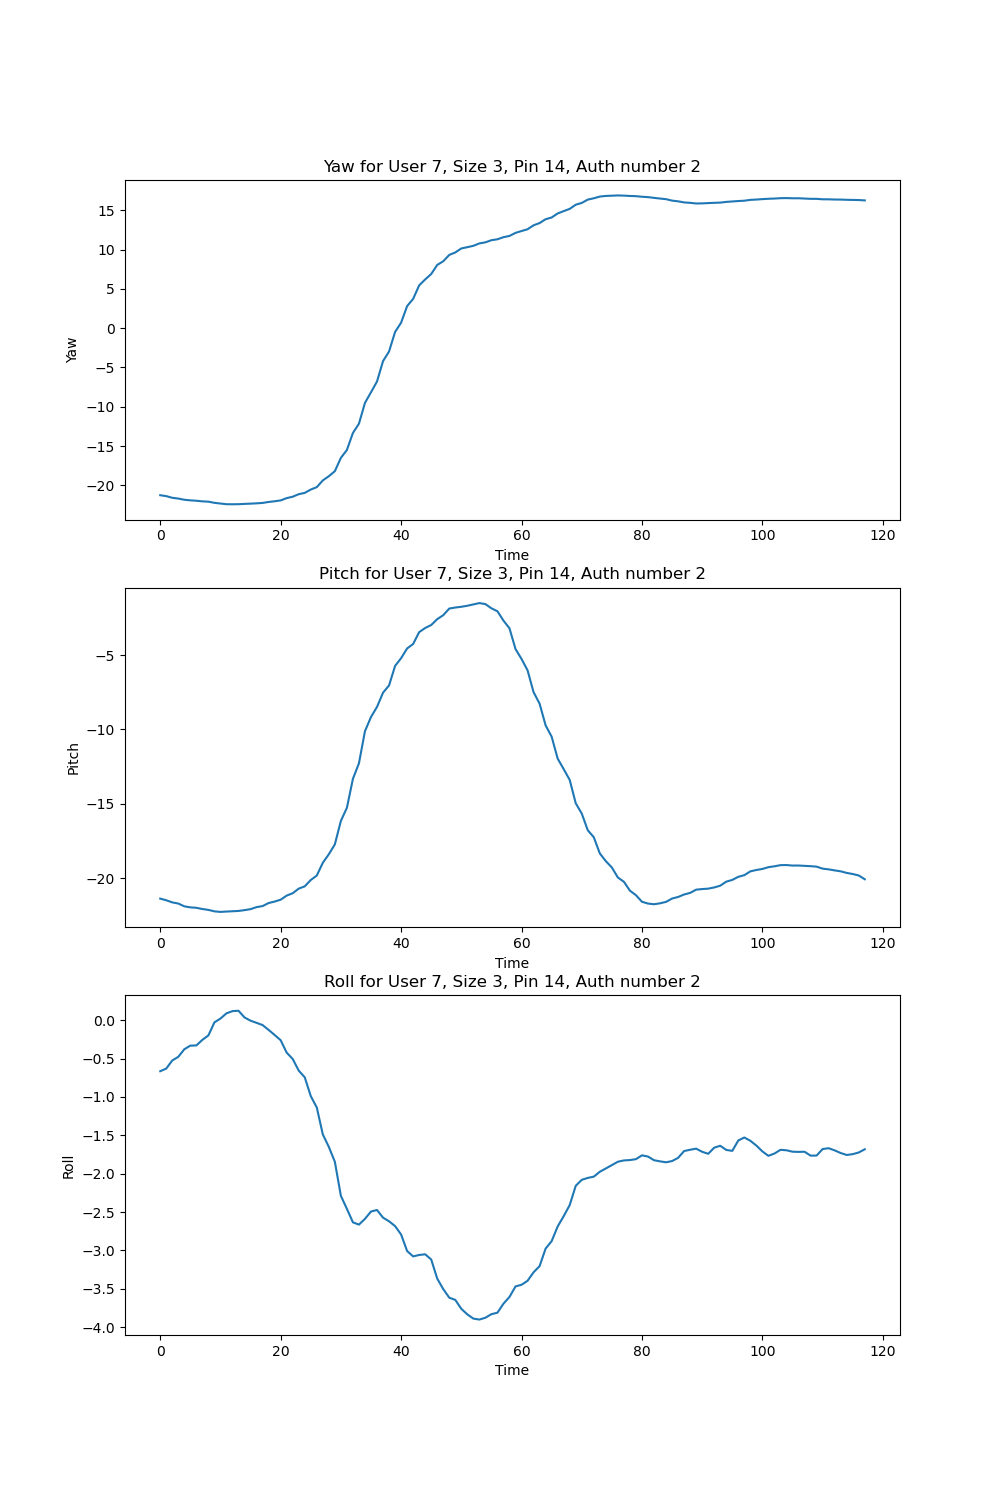 Yaw for User 7, Size 3, Pin 14, Auth number 2
15
10
5
0
−5
−10
−15
−20
Yaw
0 20 40 60 80 100 120
Time
Pitch for User 7, Size 3, Pin 14, Auth number 2
−5
−10
−15
−20
Pitch
0 20 40 60 80 100 120
Time
Roll for User 7, Size 3, Pin 14, Auth number 2
0.0
−0.5
−1.0
−1.5
−2.0
−2.5
−3.0
−3.5
−4.0
Roll
0 20 40 60 80 100 120
Time